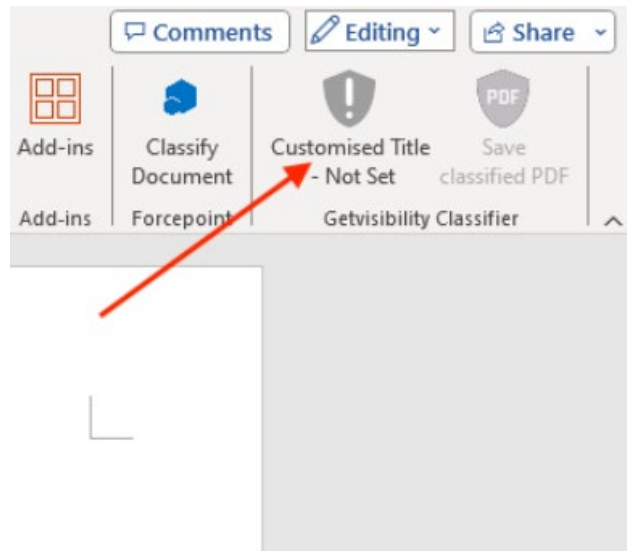 Comments Editing Share
Add-ins Classify Customised Title PDF Save
Document - Not Set classified PDF
Add-ins Forcepoint Getvisibility Classifier